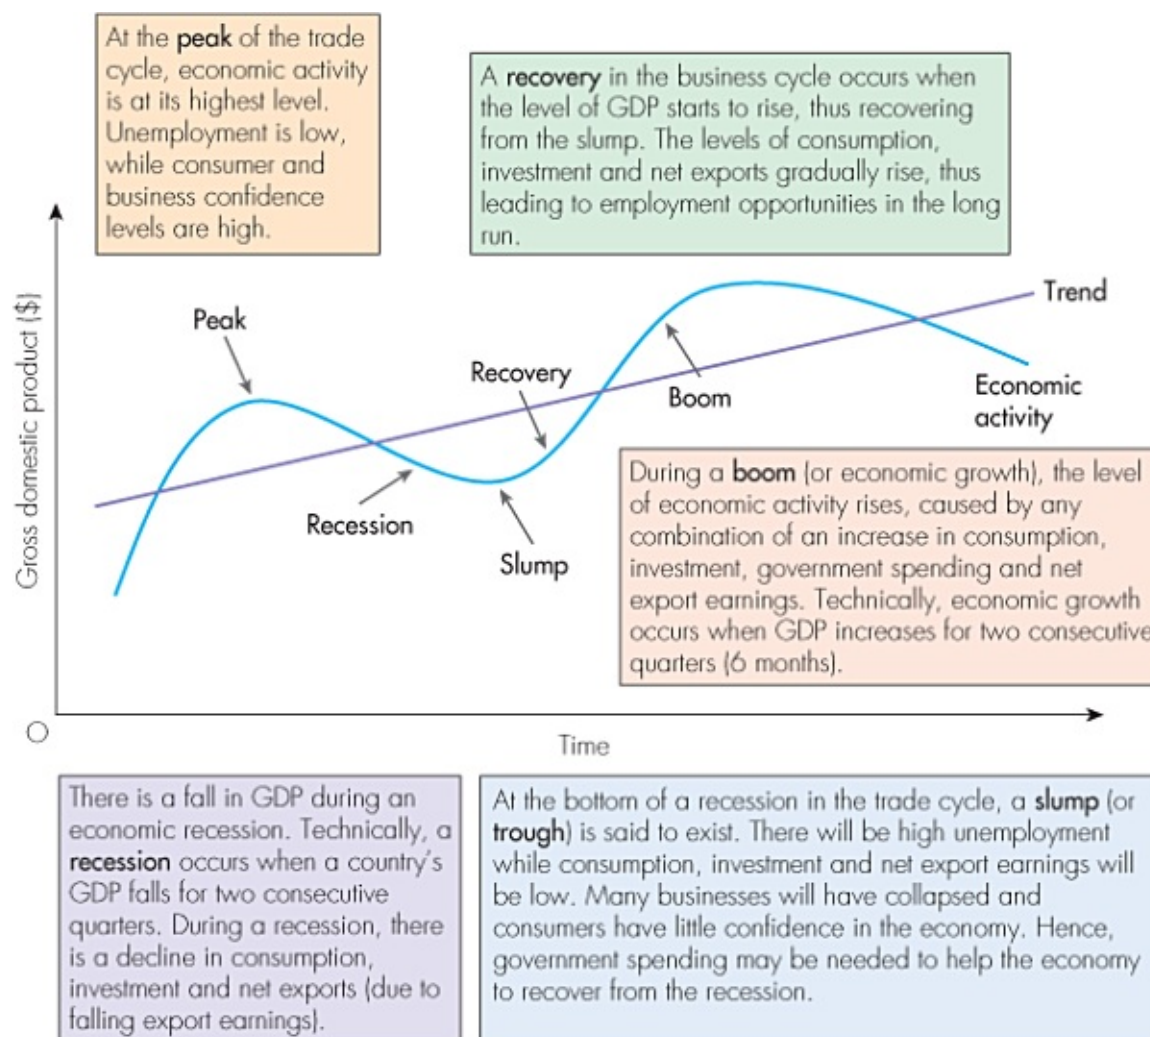 At the peak of the trade
cycle, economic activity
is at its highest level.
Unemployment is low,
while consumer and
business confidence
levels are high.
A recovery in the business cycle occurs when
the level of GDP starts to rise, thus recovering
from the slump. The levels of consumption,
investment and net exports gradually rise, thus
leading to employment opportunities in the long
run.
Gross domestic product ($)
Peak
Recession
Slump
Recovery
Boom
Trend
Economic
activity
During a boom (or economic growth), the level
of economic activity rises, caused by any
combination of an increase in consumption,
investment, government spending and net
export earnings. Technically, economic growth
occurs when GDP increases for two consecutive
quarters (6 months).
O
Time
There is a fall in GDP during an
economic recession. Technically, a
recession occurs when a country's
GDP falls for two consecutive
quarters. During a recession, there
is a decline in consumption,
investment and net exports (due to
falling export earnings).
At the bottom of a recession in the trade cycle, a slump (or
trough) is said to exist. There will be high unemployment
while consumption, investment and net export earnings will
be low. Many businesses will have collapsed and
consumers have little confidence in the economy. Hence,
government spending may be needed to help the economy
to recover from the recession.